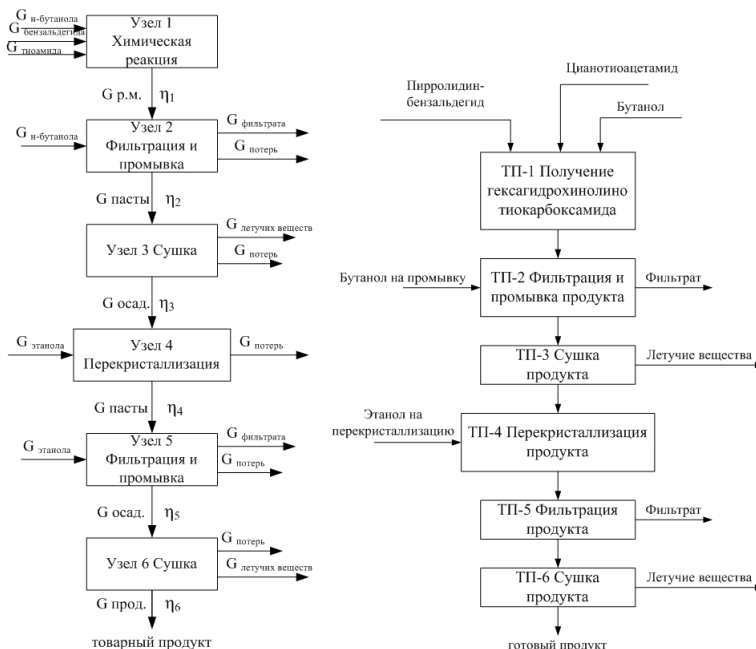 G н-бутанола
G бензальдегида
G тиоамида
Узел 1
Химическая
реакция
G р.м. η1
G н-бутанола
Узел 2
Фильтрация и
промывка
G фильтрата
G потерь
G пасты η2
Узел 3 Сушка
G летучих веществ
G потерь
G осад. η3
G этанола
Узел 4
Перекристаллизация
G потерь
G пасты η4
G этанола
Узел 5
Фильтрация и
промывка
G фильтрата
G потерь
G осад. η5
Узел 6 Сушка
G потерь
G летучих веществ
G прод. η6
товарный продукт
Цианотиоацетамид
Пирролидин-
бензальдегид
Бутанол
ТП-1 Получение
гексагидрохинолино
тиокарбоксамида
Бутанол на промывку
ТП-2 Фильтрация и
промывка продукта
Фильтрат
ТП-3 Сушка
продукта
Летучие вещества
Этанол на
перекристаллизацию
ТП-4 Перекристаллизация
продукта
ТП-5 Фильтрация
продукта
Фильтрат
ТП-6 Сушка
продукта
Летучие вещества
готовый продукт